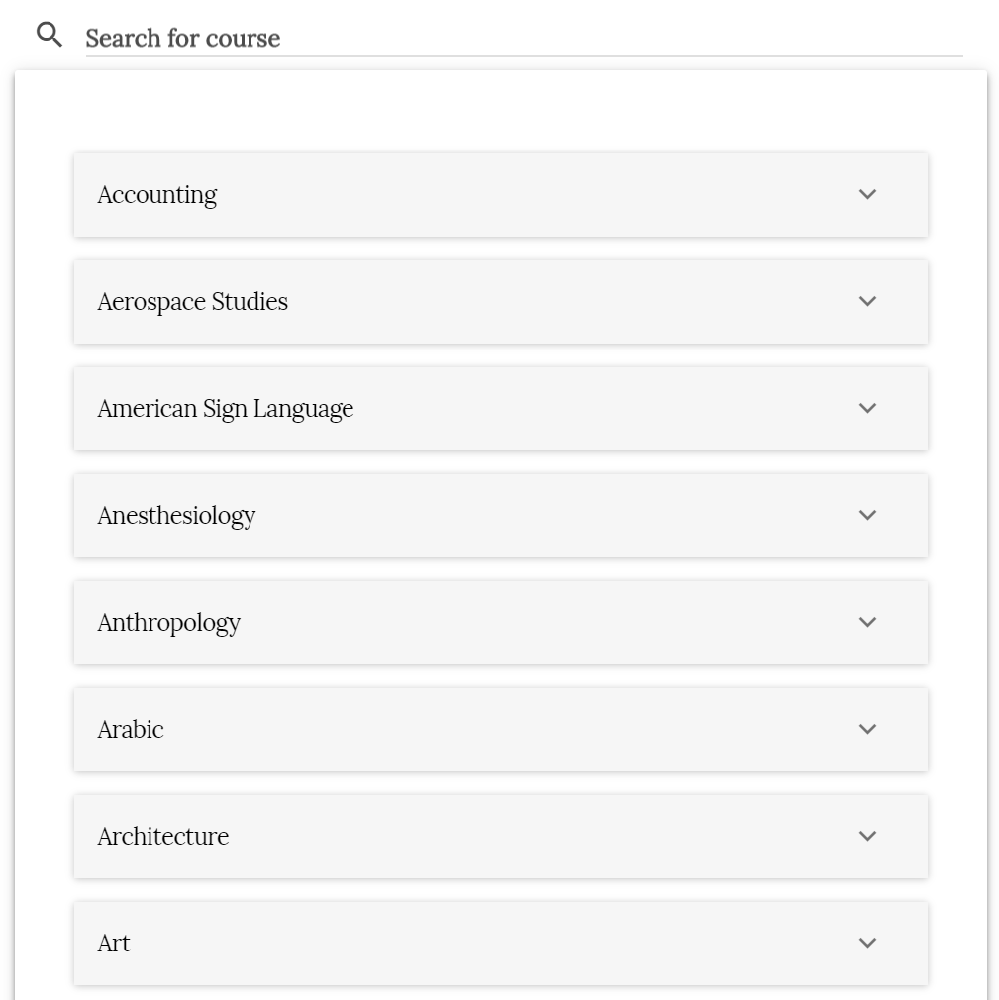 Search for course
Accounting
Aerospace Studies
American Sign Language
Anesthesiology
Anthropology
Arabic
Architecture
Art